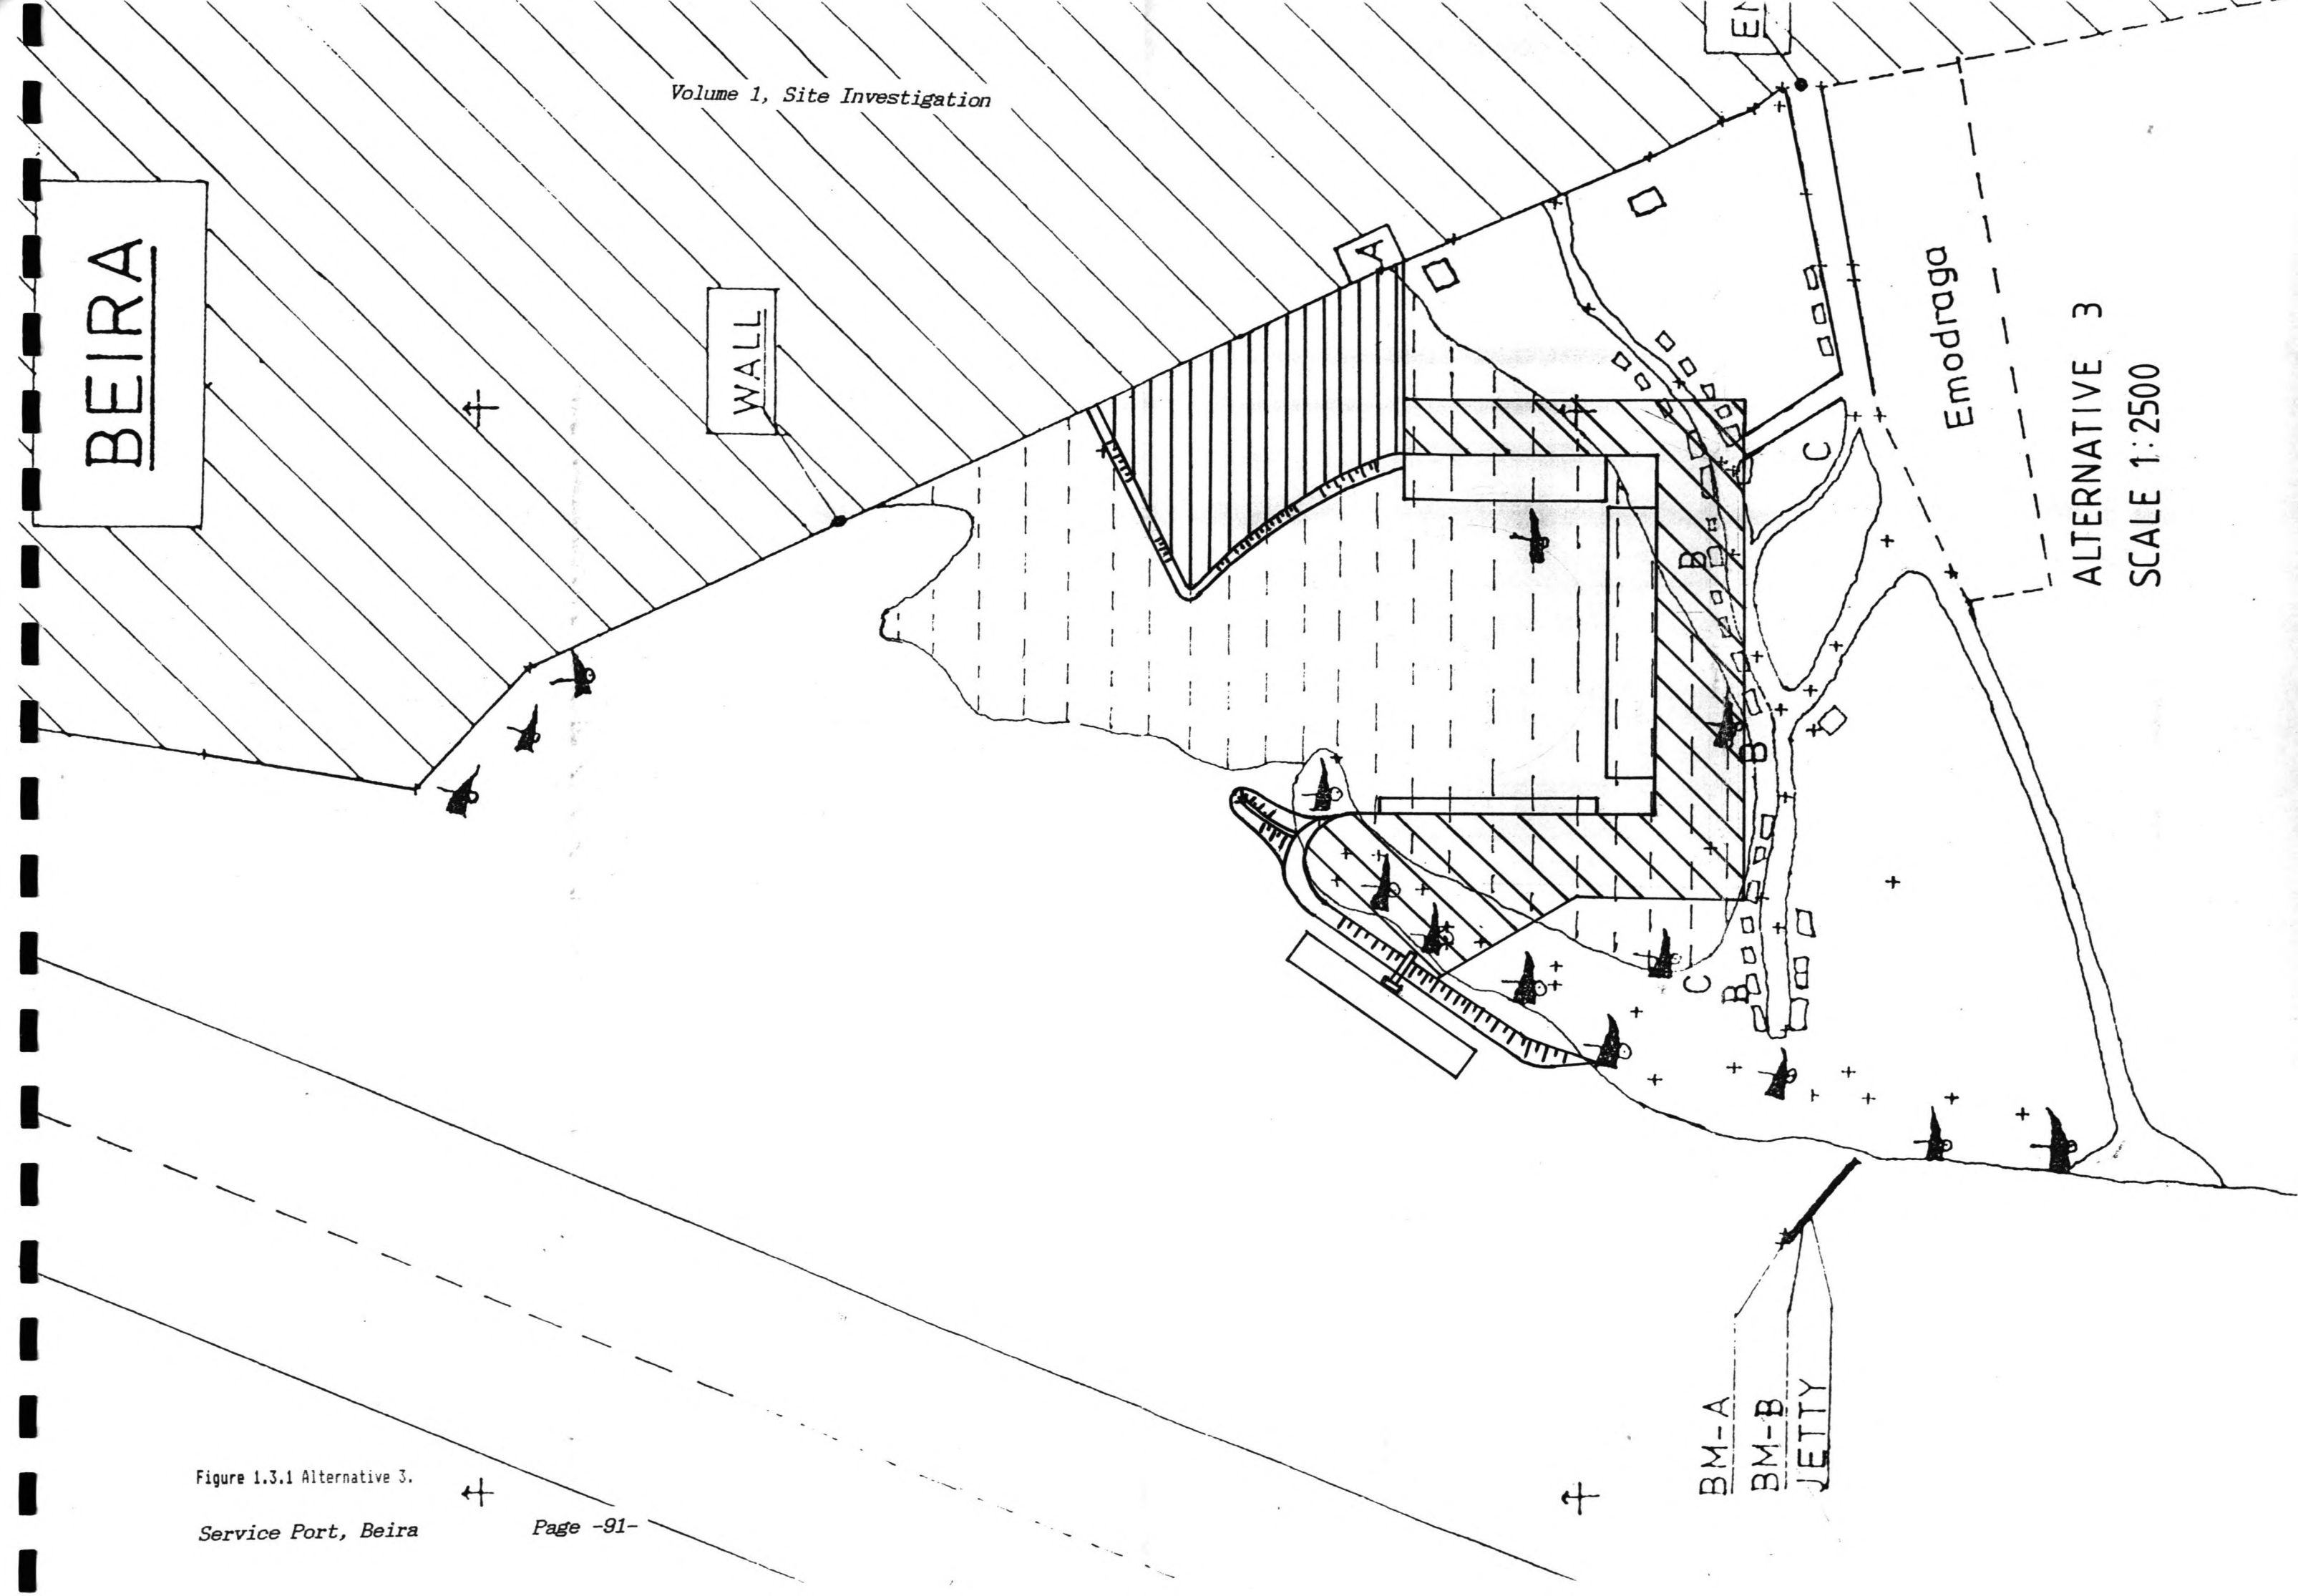 Volume 1, Site Investigation
BEIRA
WALL
A
Emodraga
ALTERNATIVE 3
SCALE 1:2500
C
B
B
C
B
BM-A
BM-B
JETTY
Figure 1.3.1 Alternative 3.
Service Port, Beira
Page -91-